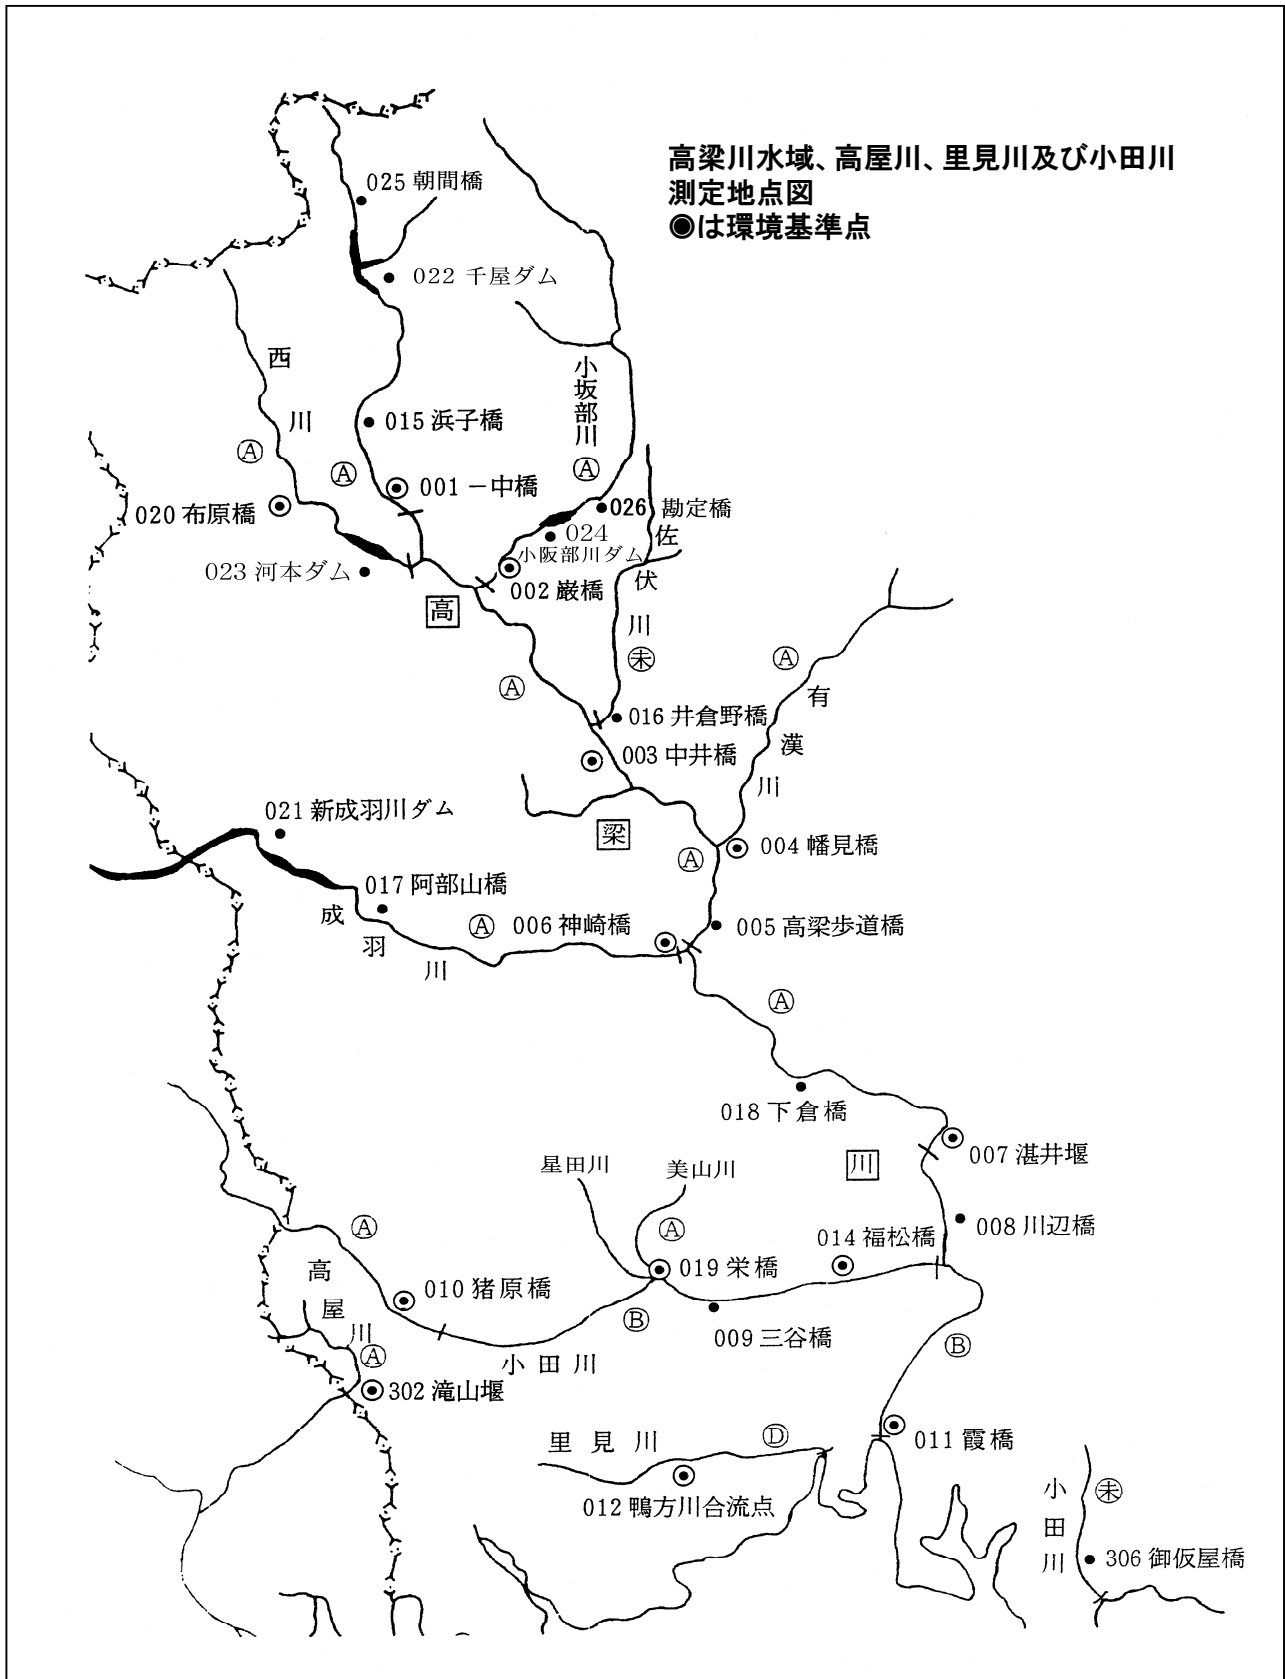 高梁川水域、高屋川、里見川及び小田川
測定地点図
◉は環境基準点
025 朝間橋
022 千屋ダム
西川
小坂部川
015 浜子橋
Ⓐ
Ⓐ
Ⓐ
001 一中橋
020 布原橋
026 勘定橋
024
小阪部川ダム
佐伏川
023 河本ダム
002 巌橋
高
㊍
Ⓐ
Ⓐ
有漢川
016 井倉野橋
003 中井橋
021 新成羽川ダム
梁
004 幡見橋
Ⓐ
017 阿部山橋
成羽川
Ⓐ
006 神崎橋
005 高梁歩道橋
Ⓐ
018 下倉橋
007 湛井堰
川
星田川
美山川
Ⓐ
Ⓐ
008 川辺橋
014 福松橋
019 栄橋
高屋川
010 猪原橋
Ⓑ
009 三谷橋
Ⓑ
小田川
Ⓐ
302 滝山堰
里見川
Ⓓ
011 霞橋
012 鴨方川合流点
小田川
未
306 御仮屋橋